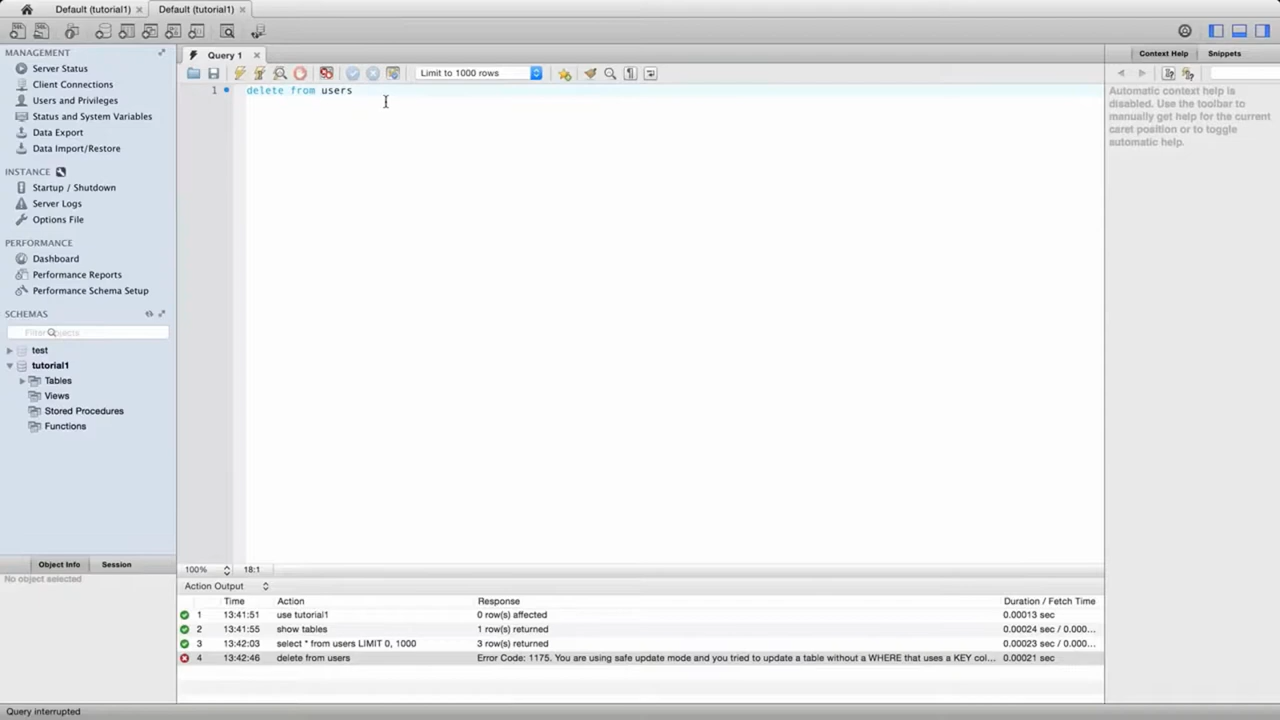 Default (tutorial1) × Default (tutorial1) ×
MANAGEMENT
Server Status
Client Connections
Users and Privileges
Status and System Variables
Data Export
Data Import/Restore
INSTANCE
Startup / Shutdown
Server Logs
Options File
PERFORMANCE
Dashboard
Performance Reports
Performance Schema Setup
SCHEMAS
Filter objects
test
tutorial1
Tables
Views
Stored Procedures
Functions
Object Info Session
No object selected
Query 1 ×
Limit to 1000 rows
1 delete from users
100% 18:1
Action Output
Time Action Response Duration / Fetch Time
1 13:41:51 use tutorial1 0 row(s) affected 0.00013 sec
2 13:41:55 show tables 1 row(s) returned 0.00024 sec / 0.000...
3 13:42:03 select * from users LIMIT 0, 1000 3 row(s) returned 0.00023 sec / 0.000...
4 13:42:46 delete from users Error Code: 1175. You are using safe update mode and you tried to update a table without a WHERE that uses a KEY col... 0.00021 sec
Context Help Snippets
Automatic context help is
disabled. Use the toolbar to
manually get help for the current
caret position or to toggle
automatic help.
Query interrupted